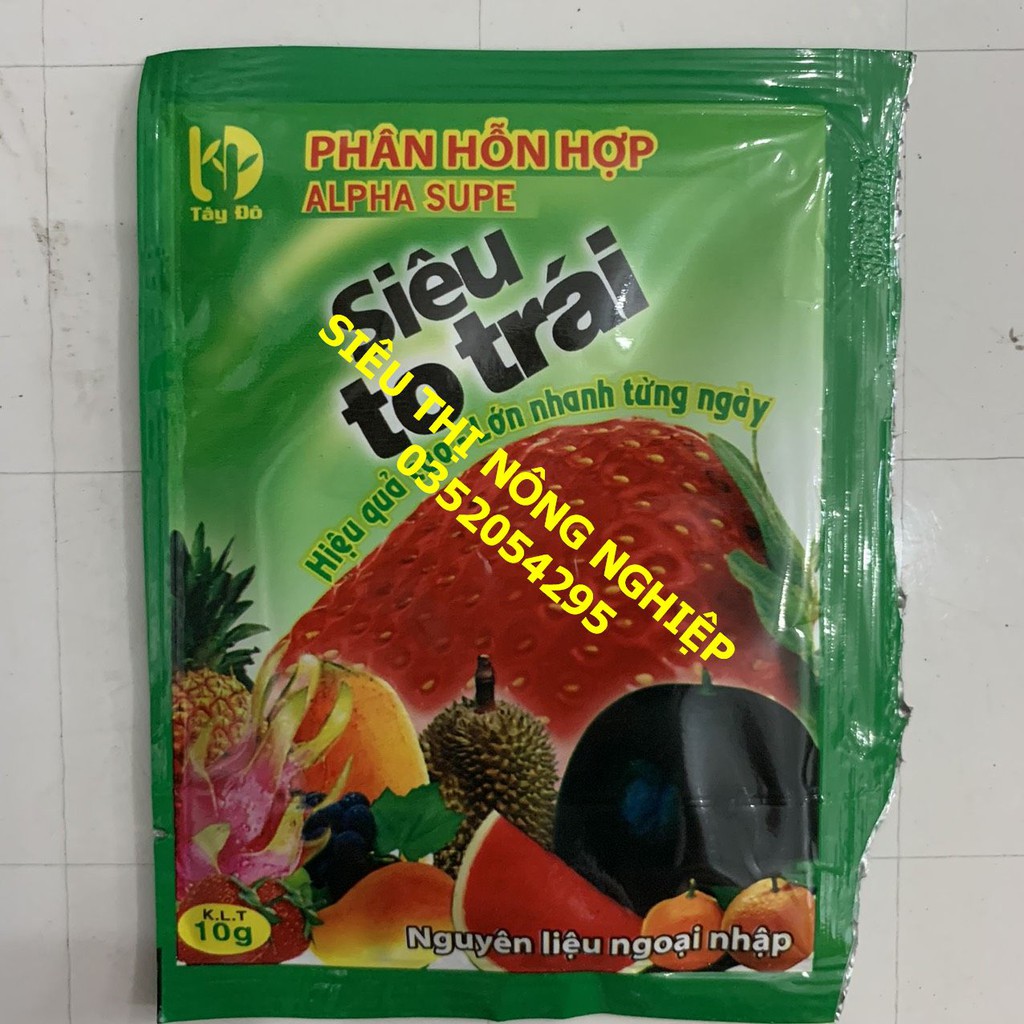 Tây Đô
PHÂN HỖN HỢP
ALPHA SUPE
Siêu
to trái
Hiệu quả
Lớn nhanh từng ngày
SIÊU THỊ NÔNG NGHIỆP
0352054295
K.L.T
10g
Nguyên liệu ngoại nhập